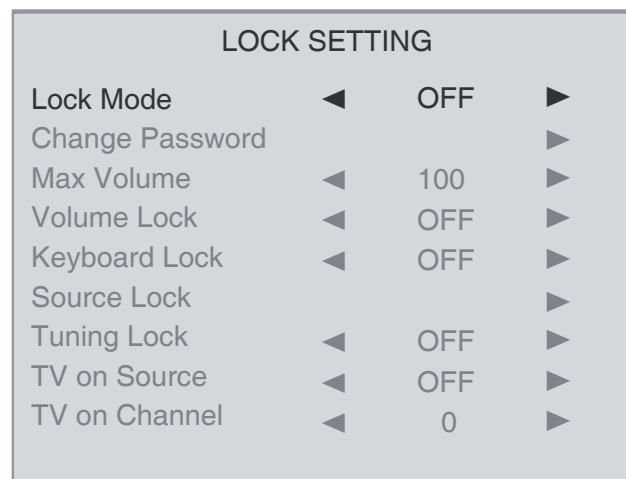 LOCK SETTING
Lock Mode ◀ OFF ▶
Change Password ▶
Max Volume ◀ 100 ▶
Volume Lock ◀ OFF ▶
Keyboard Lock ◀ OFF ▶
Source Lock ▶
Tuning Lock ◀ OFF ▶
TV on Source ◀ OFF ▶
TV on Channel ◀ 0 ▶